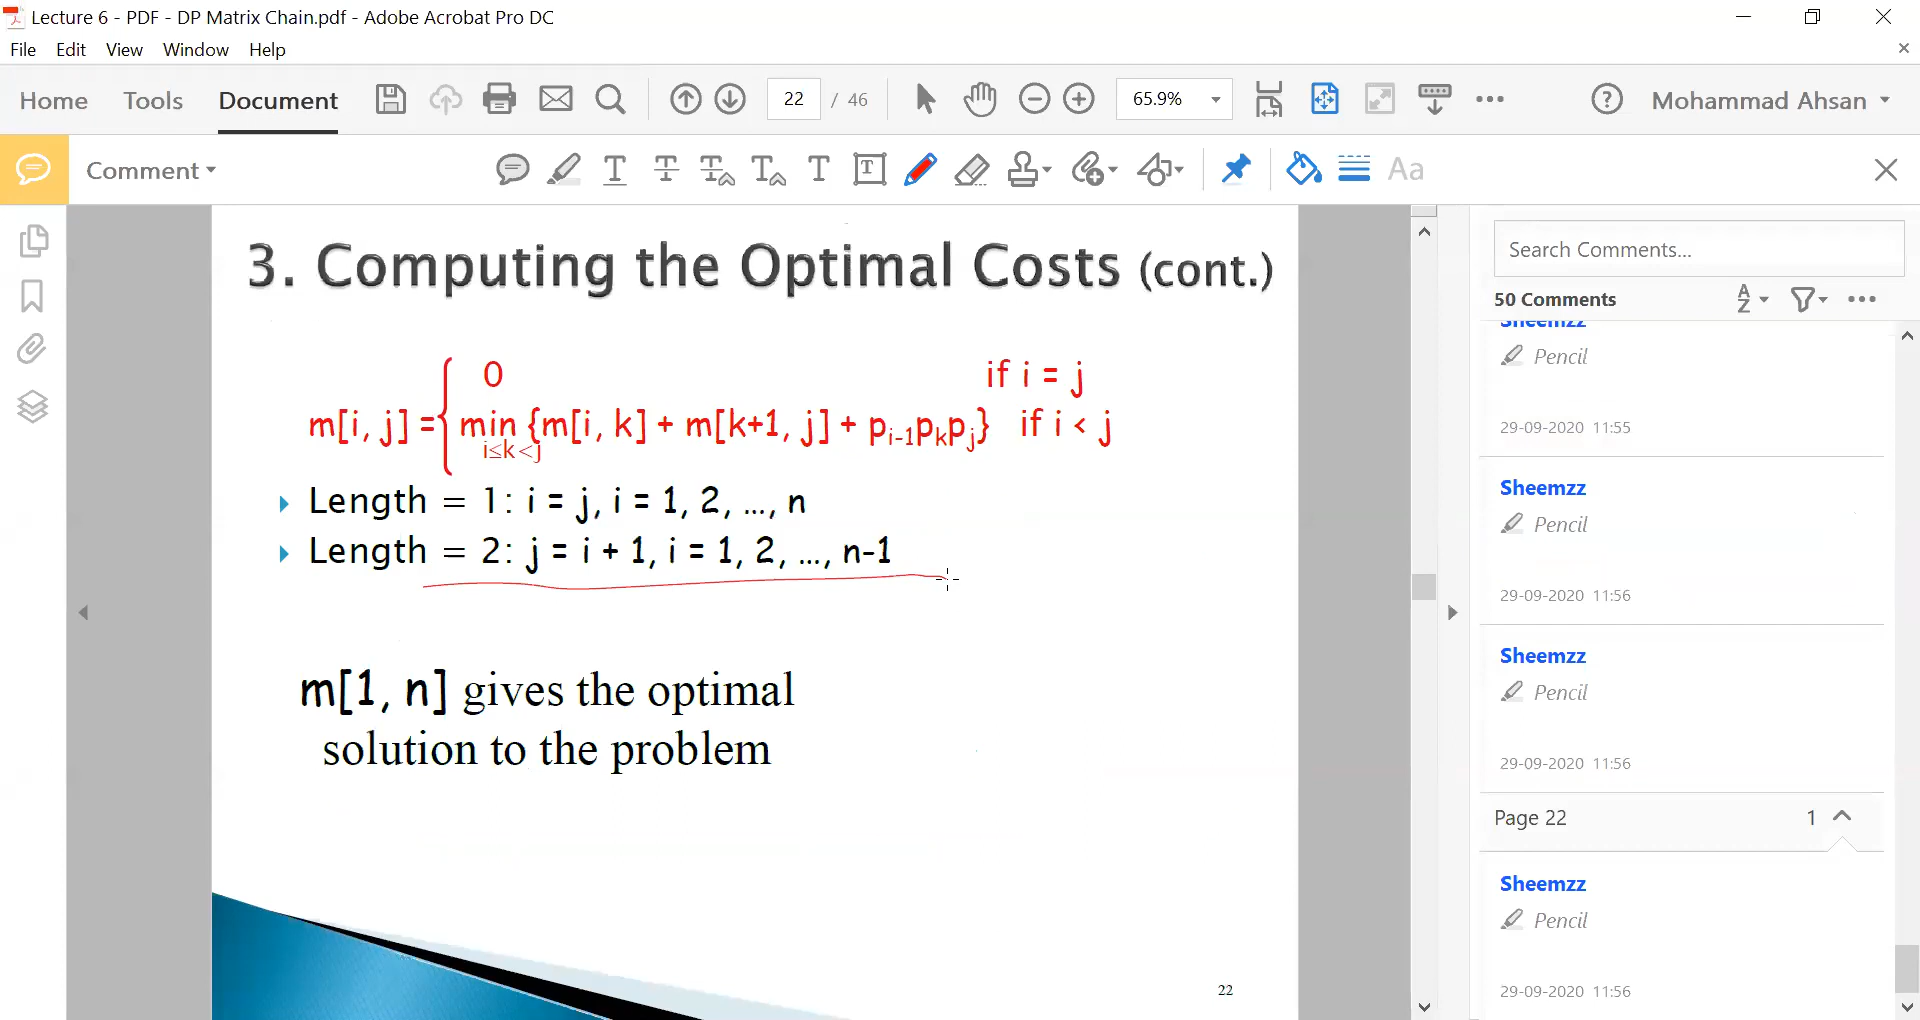 Lecture 6 - PDF - DP Matrix Chain.pdf - Adobe Acrobat Pro DC
File Edit View Window Help
Home Tools Document 22 / 46 65.9% Mohammad Ahsan
Comment Aa
3. Computing the Optimal Costs (cont.)
0 if i = j
m[i, j] = min {m[i, k] + m[k+1, j] + pi-1pkpj} if i < j
i≤k<j
Length = 1: i = j, i = 1, 2, ..., n
Length = 2: j = i + 1, i = 1, 2, ..., n-1
m[1, n] gives the optimal
solution to the problem
22
Search Comments...
50 Comments
Sheemzz
Pencil
29-09-2020 11:55
Sheemzz
Pencil
29-09-2020 11:56
Sheemzz
Pencil
29-09-2020 11:56
Page 22 1
Sheemzz
Pencil
29-09-2020 11:56